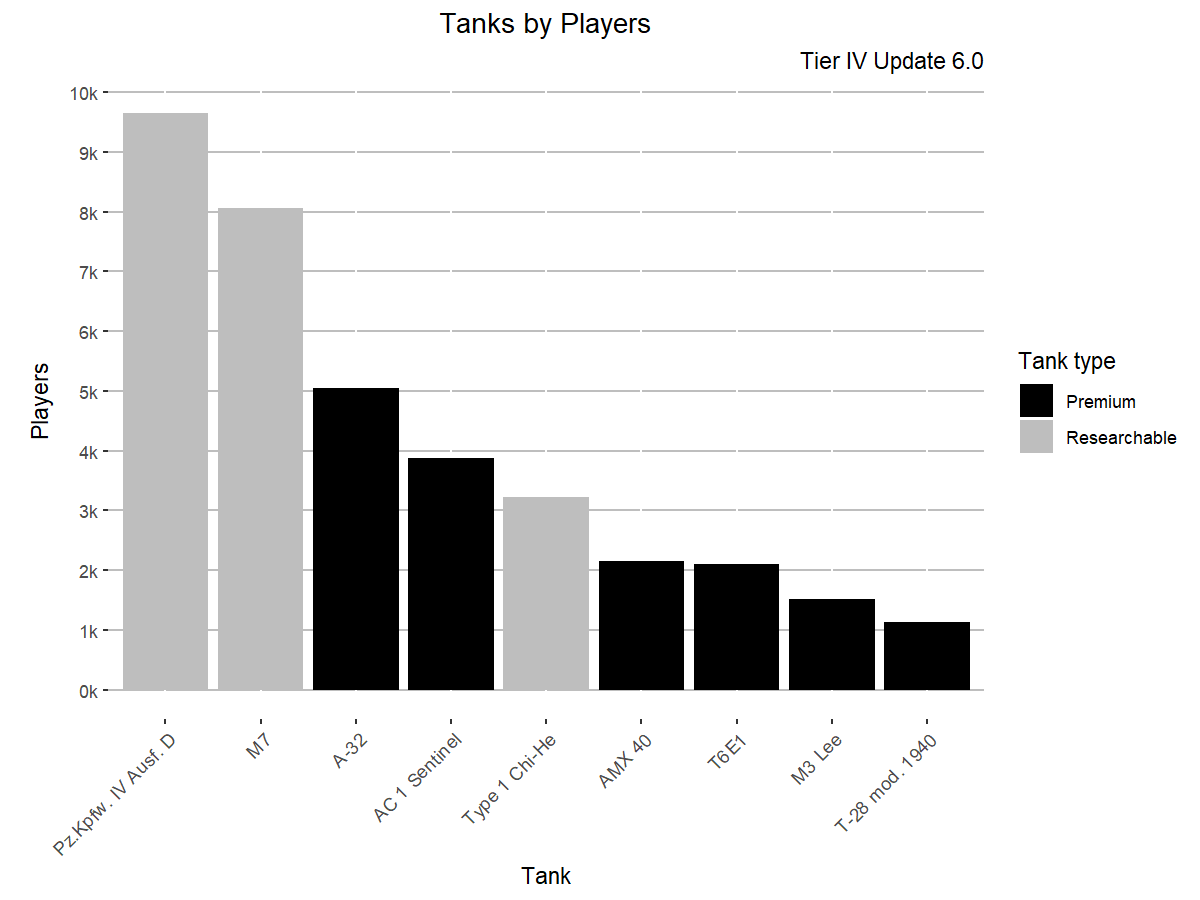 Tanks by Players
Tier IV Update 6.0
Players
10k
9k
8k
7k
6k
5k
4k
3k
2k
1k
0k
Pz.Kpfw. IV Ausf. D
M7
A-32
AC 1 Sentinel
Type 1 Chi-He
AMX 40
T6E1
M3 Lee
T-28 mod. 1940
Tank
Tank type
Premium
Researchable